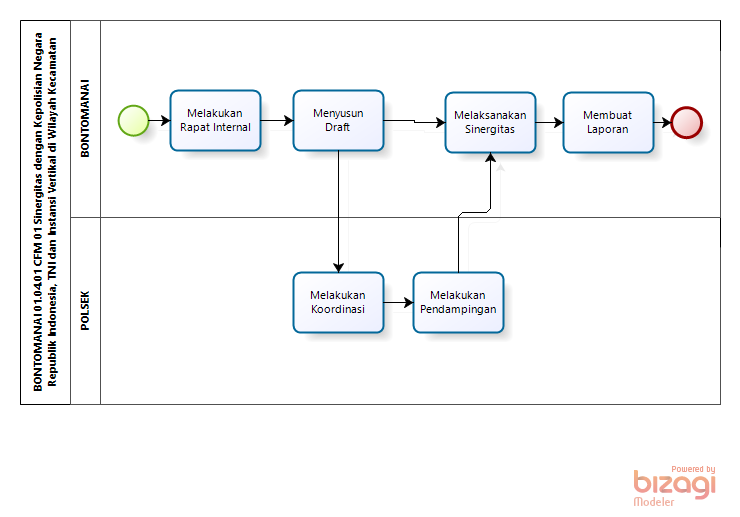 BONTOMANAI 01.04.01 CFM 01 Sinergitas dengan Kepolisian Negara
Republik Indonesia, TNI dan Instansi Vertikal di Wilayah Kecamatan
BONTOMANAI
Melakukan
Rapat Internal
Menyusun
Draft
Melaksanakan
Sinergitas
Membuat
Laporan
POLSEK
Melakukan
Koordinasi
Melakukan
Pendampingan
Powered by
bizagi
Modeler